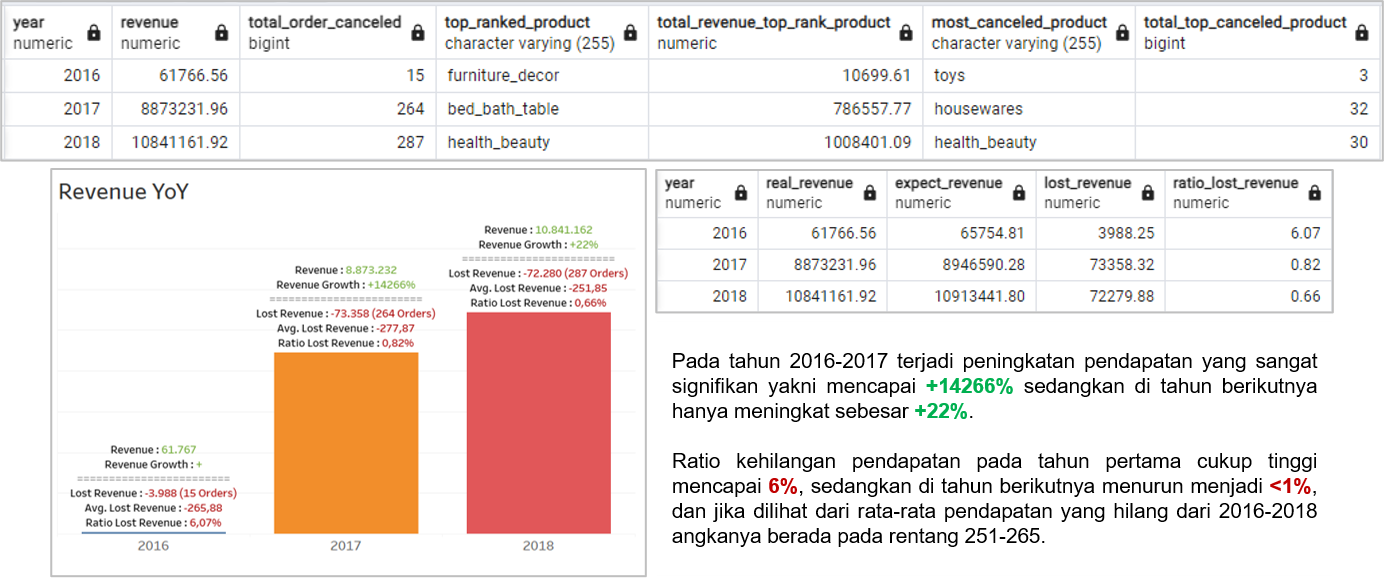 year revenue total_order_canceled top_ranked_product total_revenue_top_rank_product most_canceled_product total_top_canceled_product
numeric numeric bigint character varying (255) numeric character varying (255) bigint
2016 61766.56 15 furniture_decor 10699.61 toys 3
2017 8873231.96 264 bed_bath_table 786557.77 housewares 32
2018 10841161.92 287 health_beauty 1008401.09 health_beauty 30
Revenue YoY
Revenue : 61.767
Revenue Growth : +
=========================
Lost Revenue : -3.988 (15 Orders)
Avg. Lost Revenue : -265,88
Ratio Lost Revenue : 6,07%
Revenue : 8.873.232
Revenue Growth : +14266%
=========================
Lost Revenue : -73.358 (264 Orders)
Avg. Lost Revenue : -277,87
Ratio Lost Revenue : 0,82%
Revenue : 10.841.162
Revenue Growth : +22%
=========================
Lost Revenue : -72.280 (287 Orders)
Avg. Lost Revenue : -251,85
Ratio Lost Revenue : 0,66%
2016 2017 2018
year real_revenue expect_revenue lost_revenue ratio_lost_revenue
numeric numeric numeric numeric numeric
2016 61766.56 65754.81 3988.25 6.07
2017 8873231.96 8946590.28 73358.32 0.82
2018 10841161.92 10913441.80 72279.88 0.66
Pada tahun 2016-2017 terjadi peningkatan pendapatan yang sangat
signifikan yakni mencapai +14266% sedangkan di tahun berikutnya
hanya meningkat sebesar +22%.
Ratio kehilangan pendapatan pada tahun pertama cukup tinggi
mencapai 6%, sedangkan di tahun berikutnya menurun menjadi <1%,
dan jika dilihat dari rata-rata pendapatan yang hilang dari 2016-2018
angkanya berada pada rentang 251-265.